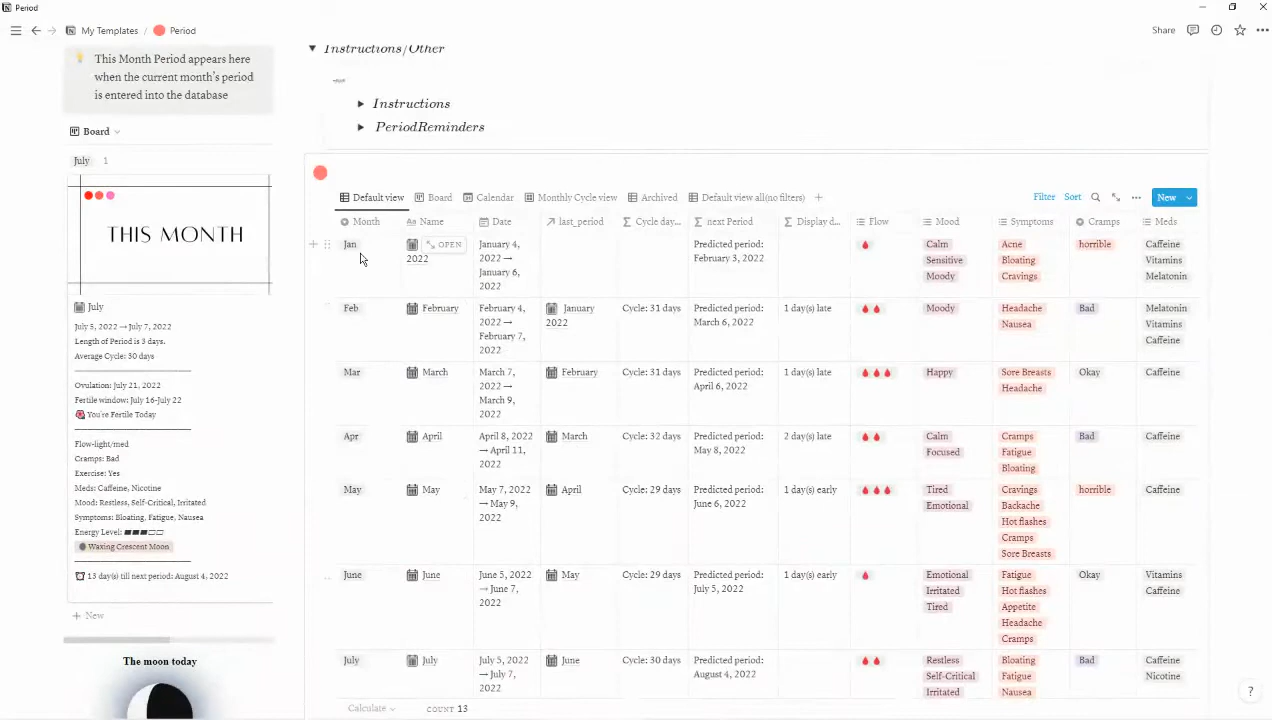 Period
My Templates / Period
Share
This Month Period appears here
when the current month's period
is entered into the database
Board
July 1
THIS MONTH
July
July 5, 2022 → July 7, 2022
Length of Period is 3 days.
Average Cycle: 30 days
Ovulation: July 21, 2022
Fertile window: July 16-July 22
You're Fertile Today
Flow-light/med
Cramps: Bad
Exercise: Yes
Meds: Caffeine, Nicotine
Mood: Restless, Self-Critical, Irritated
Symptoms: Bloating, Fatigue, Nausea
Energy Level:
Waxing Crescent Moon
13 day(s) till next period: August 4, 2022
+ New
The moon today
Instructions/Other
Instructions
PeriodReminders
Default view Board Calendar Monthly Cycle view Archived Default view all(no filters) +
Filter Sort New
Month Name Date last_period Cycle day... next Period Display d... Flow Mood Symptoms Cramps Meds
Jan OPEN January 4, Predicted period: Calm Acne horrible Caffeine
2022 2022 → February 3, 2022 Sensitive Bloating Vitamins
January 6, Moody Cravings Melatonin
2022
Feb February February 4, January Cycle: 31 days Predicted period: 1 day(s) late Moody Headache Bad Melatonin
2022 → 2022 March 6, 2022 Nausea Vitamins
February 7, Caffeine
2022
Mar March March 7, February Cycle: 31 days Predicted period: 1 day(s) late Happy Sore Breasts Okay Caffeine
2022 → April 6, 2022 Headache
March 9,
2022
Apr April April 8, 2022 March Cycle: 32 days Predicted period: 2 day(s) late Calm Cramps Bad Caffeine
→ April 11, May 8, 2022 Focused Fatigue
2022 Bloating
May May May 7, 2022 April Cycle: 29 days Predicted period: 1 day(s) early Tired Cravings horrible Caffeine
→ May 9, June 6, 2022 Emotional Backache
2022 Hot flashes
Cramps
Sore Breasts
June June June 5, 2022 May Cycle: 29 days Predicted period: 1 day(s) early Emotional Fatigue Okay Vitamins
→ June 7, July 5, 2022 Irritated Hot flashes Caffeine
2022 Tired Appetite
Headache
Cramps
July July July 5, 2022 June Cycle: 30 days Predicted period: Restless Bloating Bad Caffeine
→ July 7, August 4, 2022 Self-Critical Fatigue Nicotine
2022 Irritated Nausea
Calculate COUNT 13
?